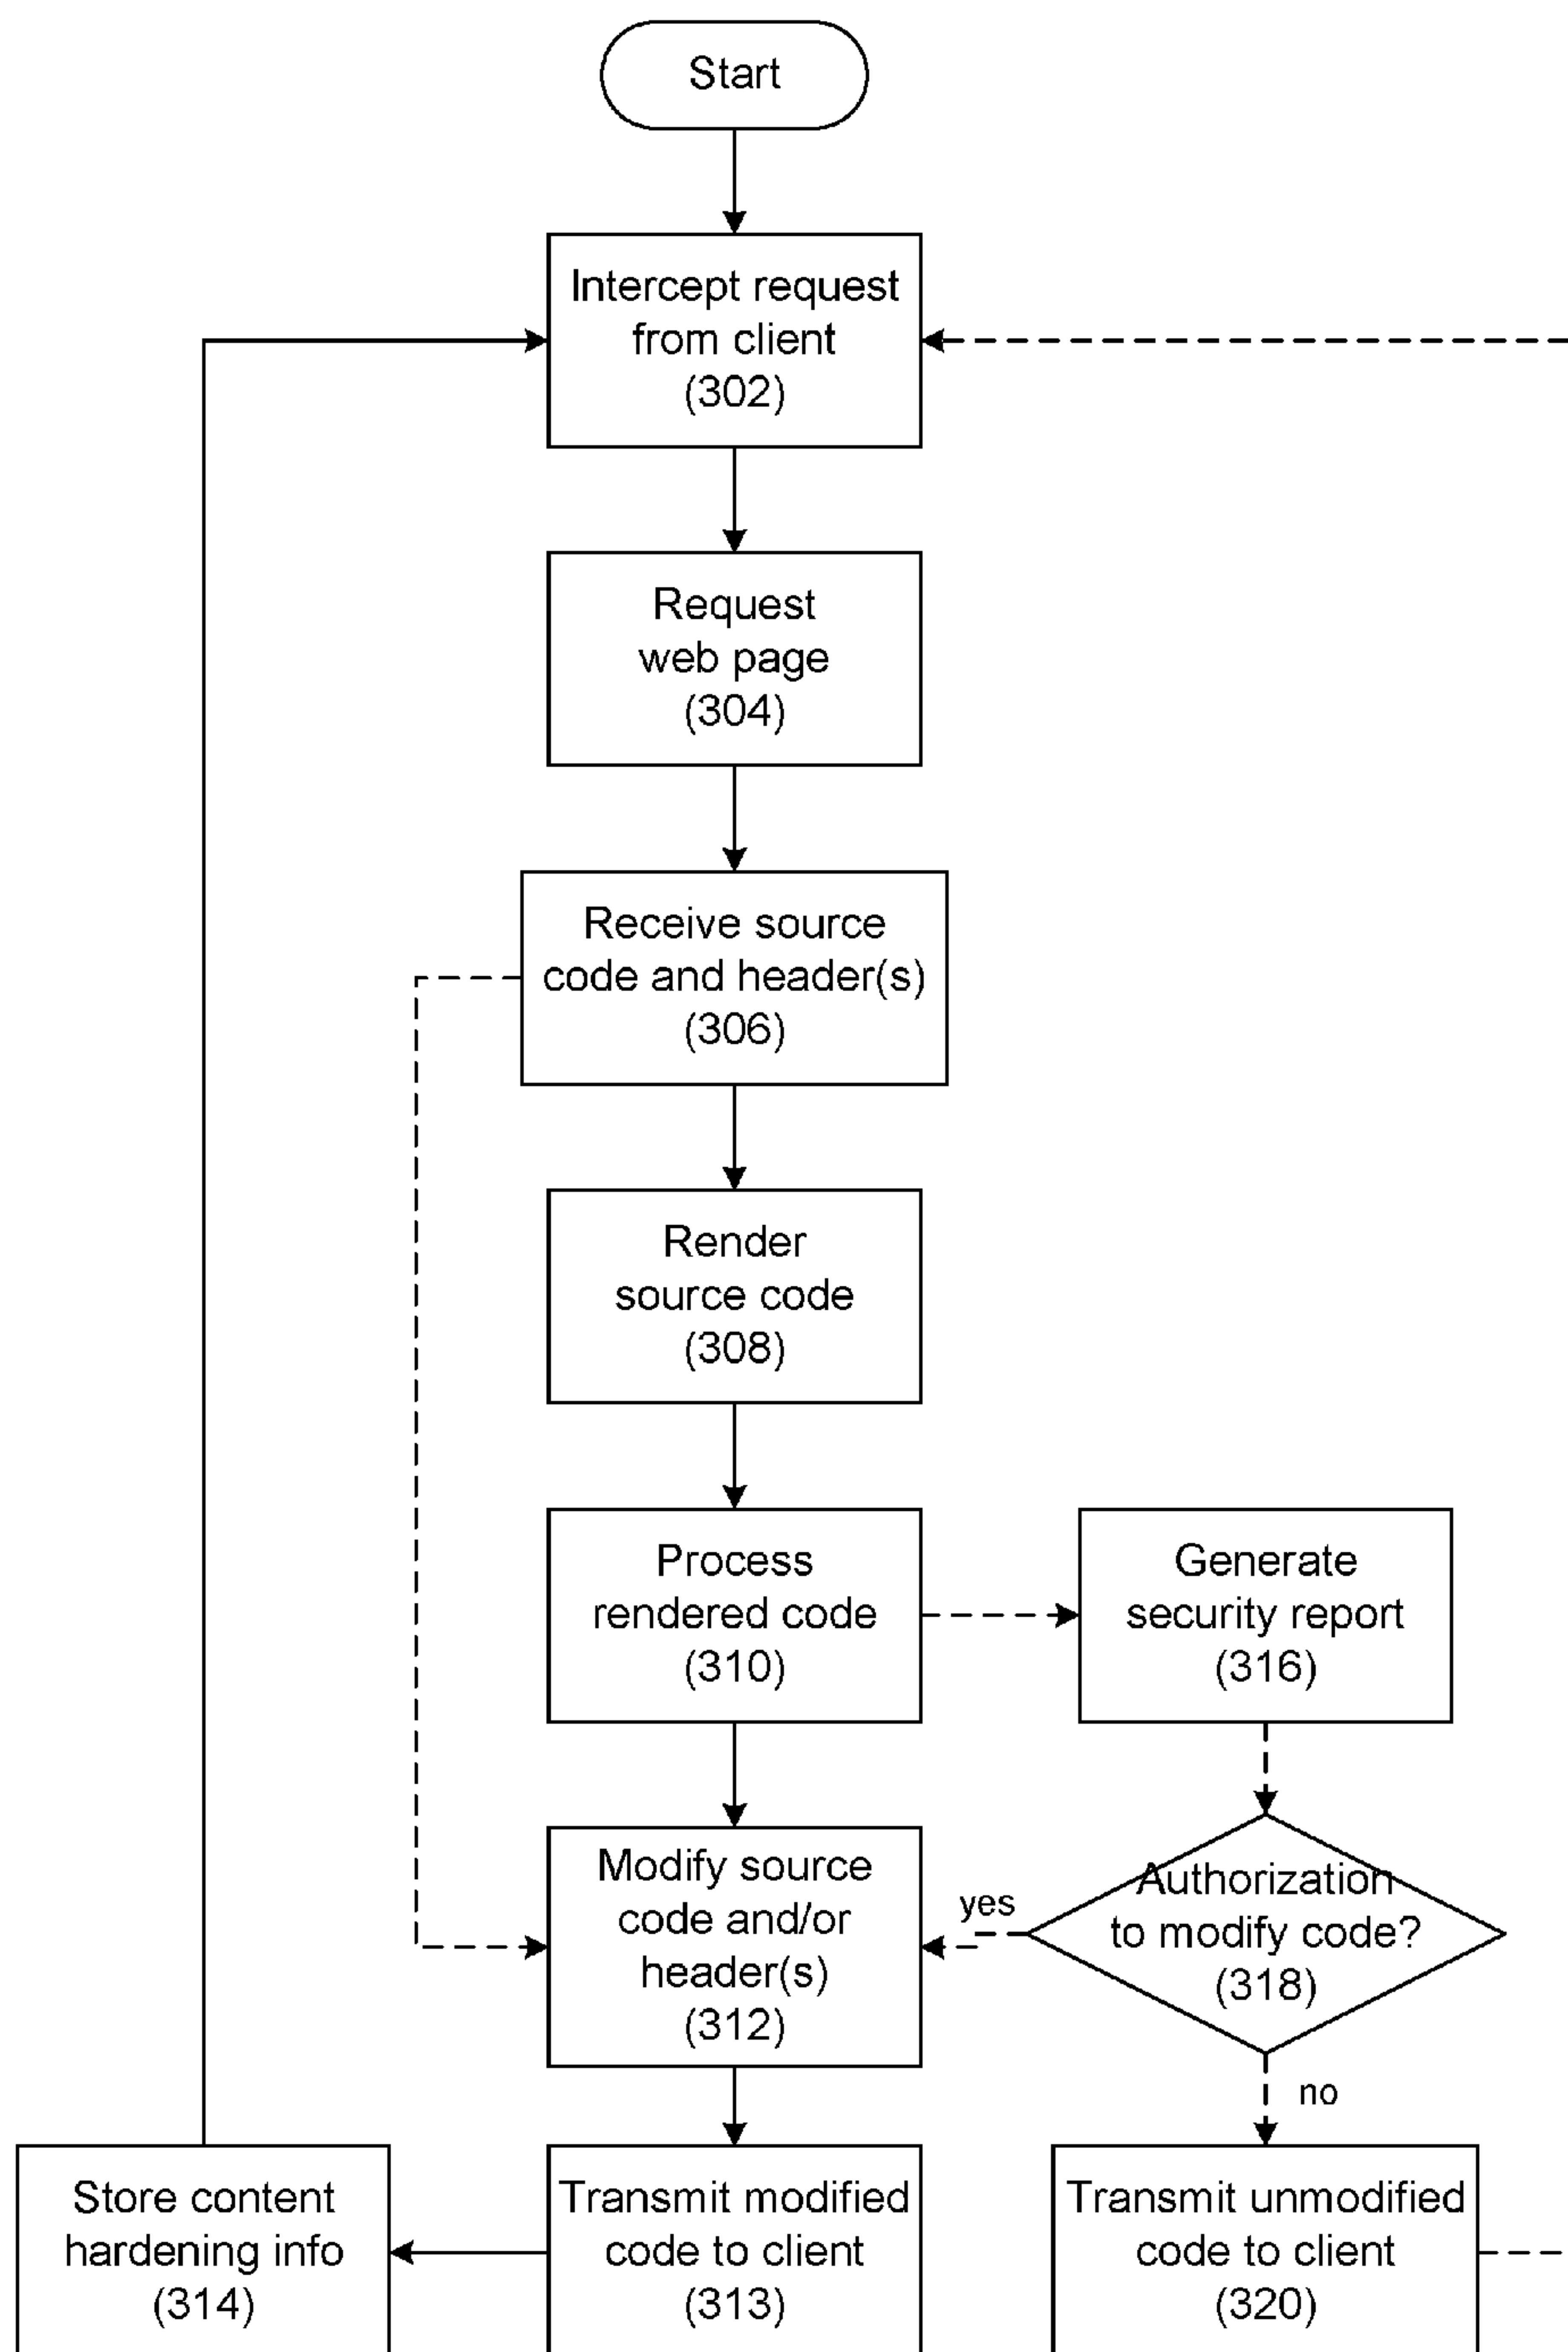 Start
Intercept request
from client
(302)
Request
web page
(304)
Receive source
code and header(s)
(306)
Render
source code
(308)
Process
rendered code
(310)
Generate
security report
(316)
Modify source
code and/or
header(s)
(312)
yes
Authorization
to modify code?
(318)
no
Store content
hardening info
(314)
Transmit modified
code to client
(313)
Transmit unmodified
code to client
(320)